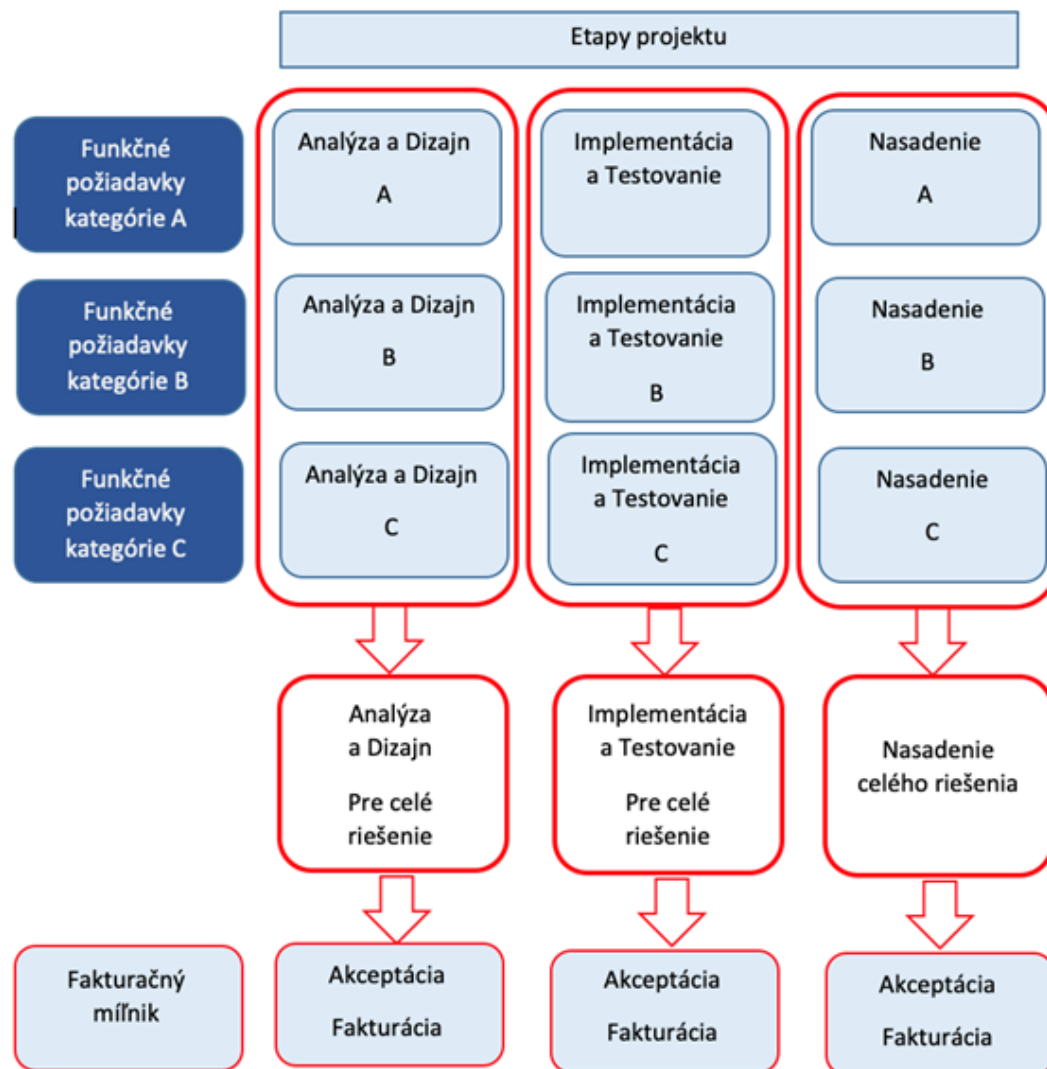 Etapy projektu
Funkčné
požiadavky
kategórie A
Analýza a Dizajn
A
Implementácia
a Testovanie
Nasadenie
A
Funkčné
požiadavky
kategórie B
Analýza a Dizajn
B
Implementácia
a Testovanie
B
Nasadenie
B
Funkčné
požiadavky
kategórie C
Analýza a Dizajn
C
Implementácia
a Testovanie
C
Nasadenie
C
Analýza
a Dizajn
Pre celé
riešenie
Implementácia
a Testovanie
Pre celé
riešenie
Nasadenie
celého riešenia
Fakturačný
míľnik
Akceptácia
Fakturácia
Akceptácia
Fakturácia
Akceptácia
Fakturácia